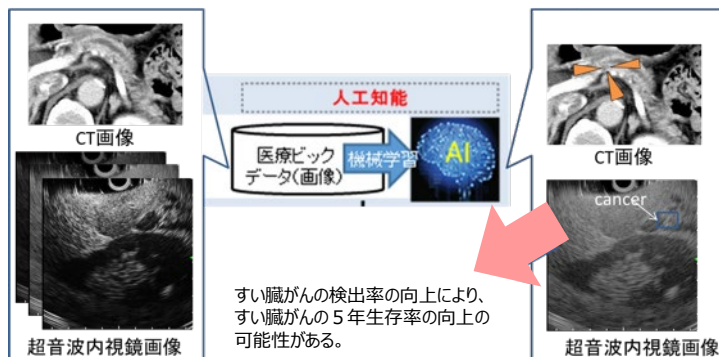 CT画像
超音波内視鏡画像
人工知能
医療ビック
データ(画像)
機械学習
AI
すい臓がんの検出率の向上により、
すい臓がんの5年生存率の向上の
可能性がある。
CT画像
cancer
超音波内視鏡画像